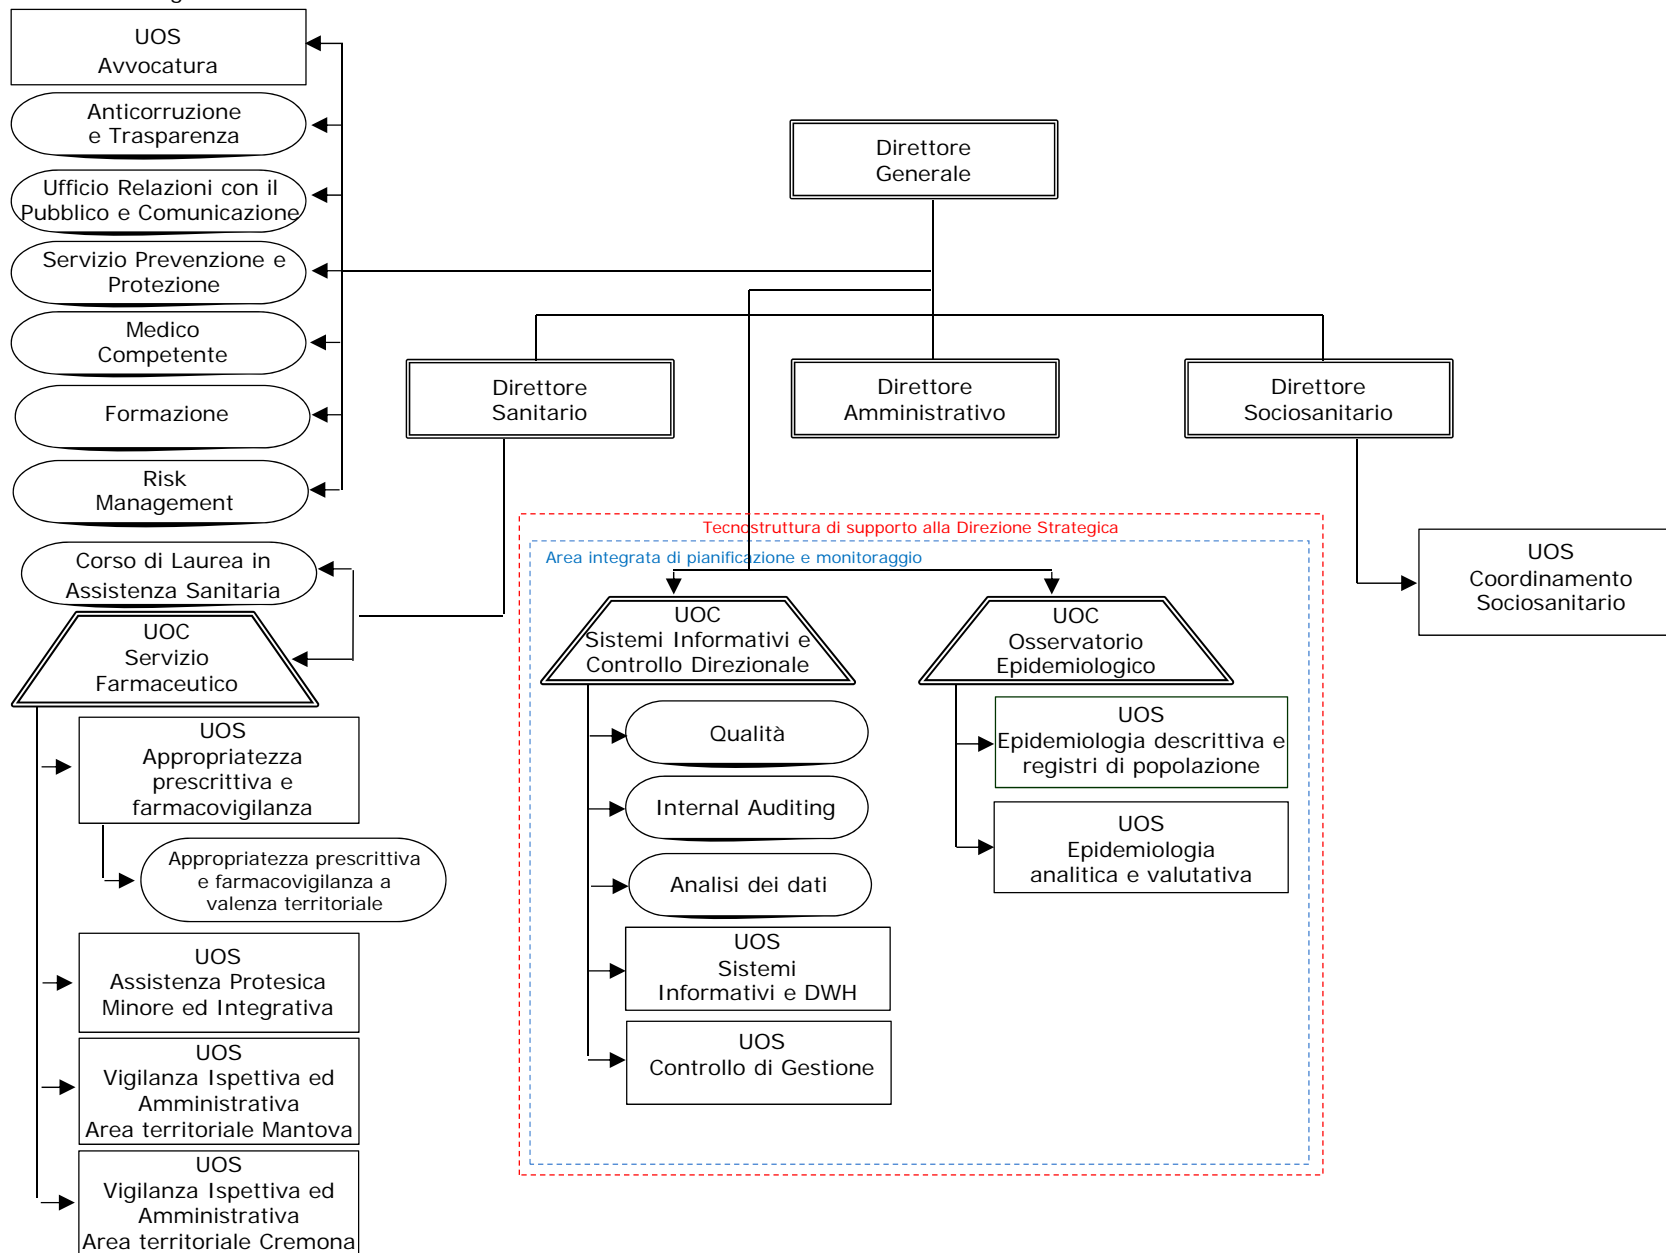 UOS
Avvocatura
Anticorruzione
e Trasparenza
Ufficio Relazioni con il
Pubblico e Comunicazione
Servizio Prevenzione e
Protezione
Medico
Competente
Formazione
Risk
Management
Direttore
Generale
Direttore
Sanitario
Direttore
Amministrativo
Direttore
Sociosanitario
Corso di Laurea in
Assistenza Sanitaria
UOC
Servizio
Farmaceutico
UOS
Appropriatezza
prescrittiva e
farmacovigilanza
Appropriatezza prescrittiva
e farmacovigilanza a
valenza territoriale
UOS
Assistenza Protesica
Minore ed Integrativa
UOS
Vigilanza Ispettiva ed
Amministrativa
Area territoriale Mantova
UOS
Vigilanza Ispettiva ed
Amministrativa
Area territoriale Cremona
Tecnostruttura di supporto alla Direzione Strategica
Area integrata di pianificazione e monitoraggio
UOC
Sistemi Informativi e
Controllo Direzionale
Qualità
Internal Auditing
Analisi dei dati
UOS
Sistemi
Informativi e DWH
UOS
Controllo di Gestione
UOC
Osservatorio
Epidemiologico
UOS
Epidemiologia descrittiva e
registri di popolazione
UOS
Epidemiologia
analitica e valutativa
UOS
Coordinamento
Sociosanitario